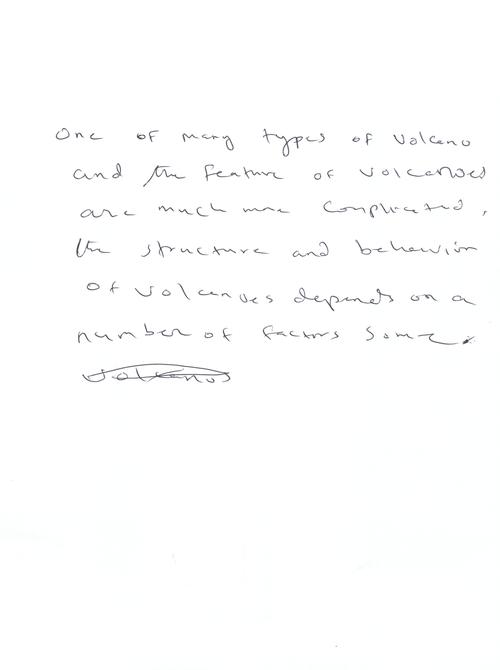 One of many types of volcano
and the feature of volcanoes
are much more complicated,
the structure and behavior
of volcanoes depends on a
number of factors some.
volcanos